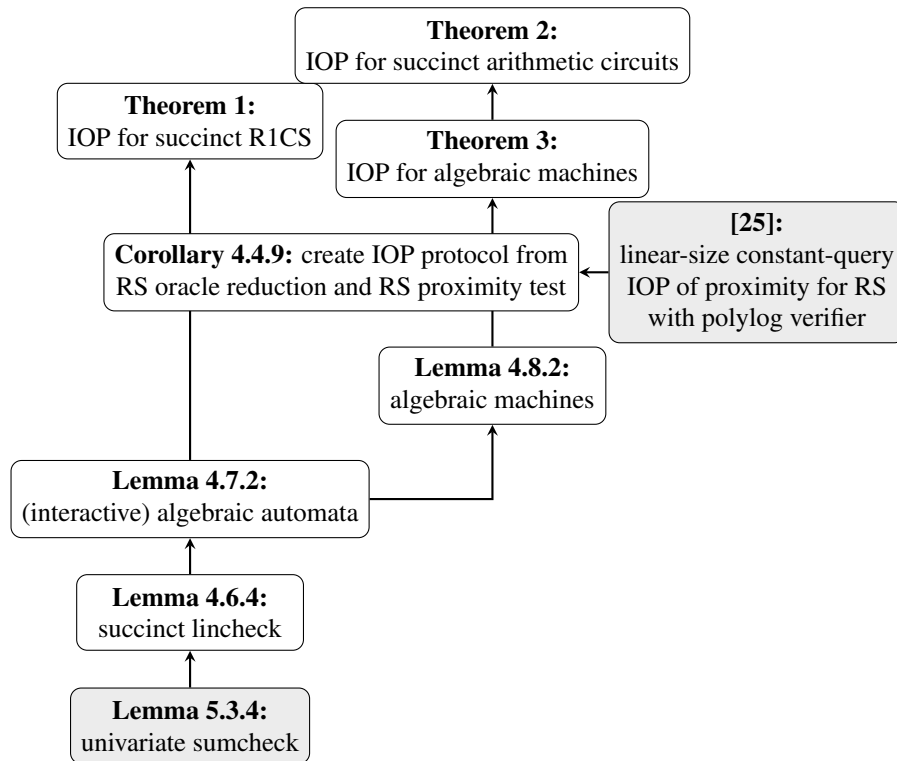 Theorem 2:
IOP for succinct arithmetic circuits
Theorem 1:
IOP for succinct R1CS
Theorem 3:
IOP for algebraic machines
Corollary 4.4.9: create IOP protocol from
RS oracle reduction and RS proximity test
[25]:
linear-size constant-query
IOP of proximity for RS
with polylog verifier
Lemma 4.8.2:
algebraic machines
Lemma 4.7.2:
(interactive) algebraic automata
Lemma 4.6.4:
succinct lincheck
Lemma 5.3.4:
univariate sumcheck